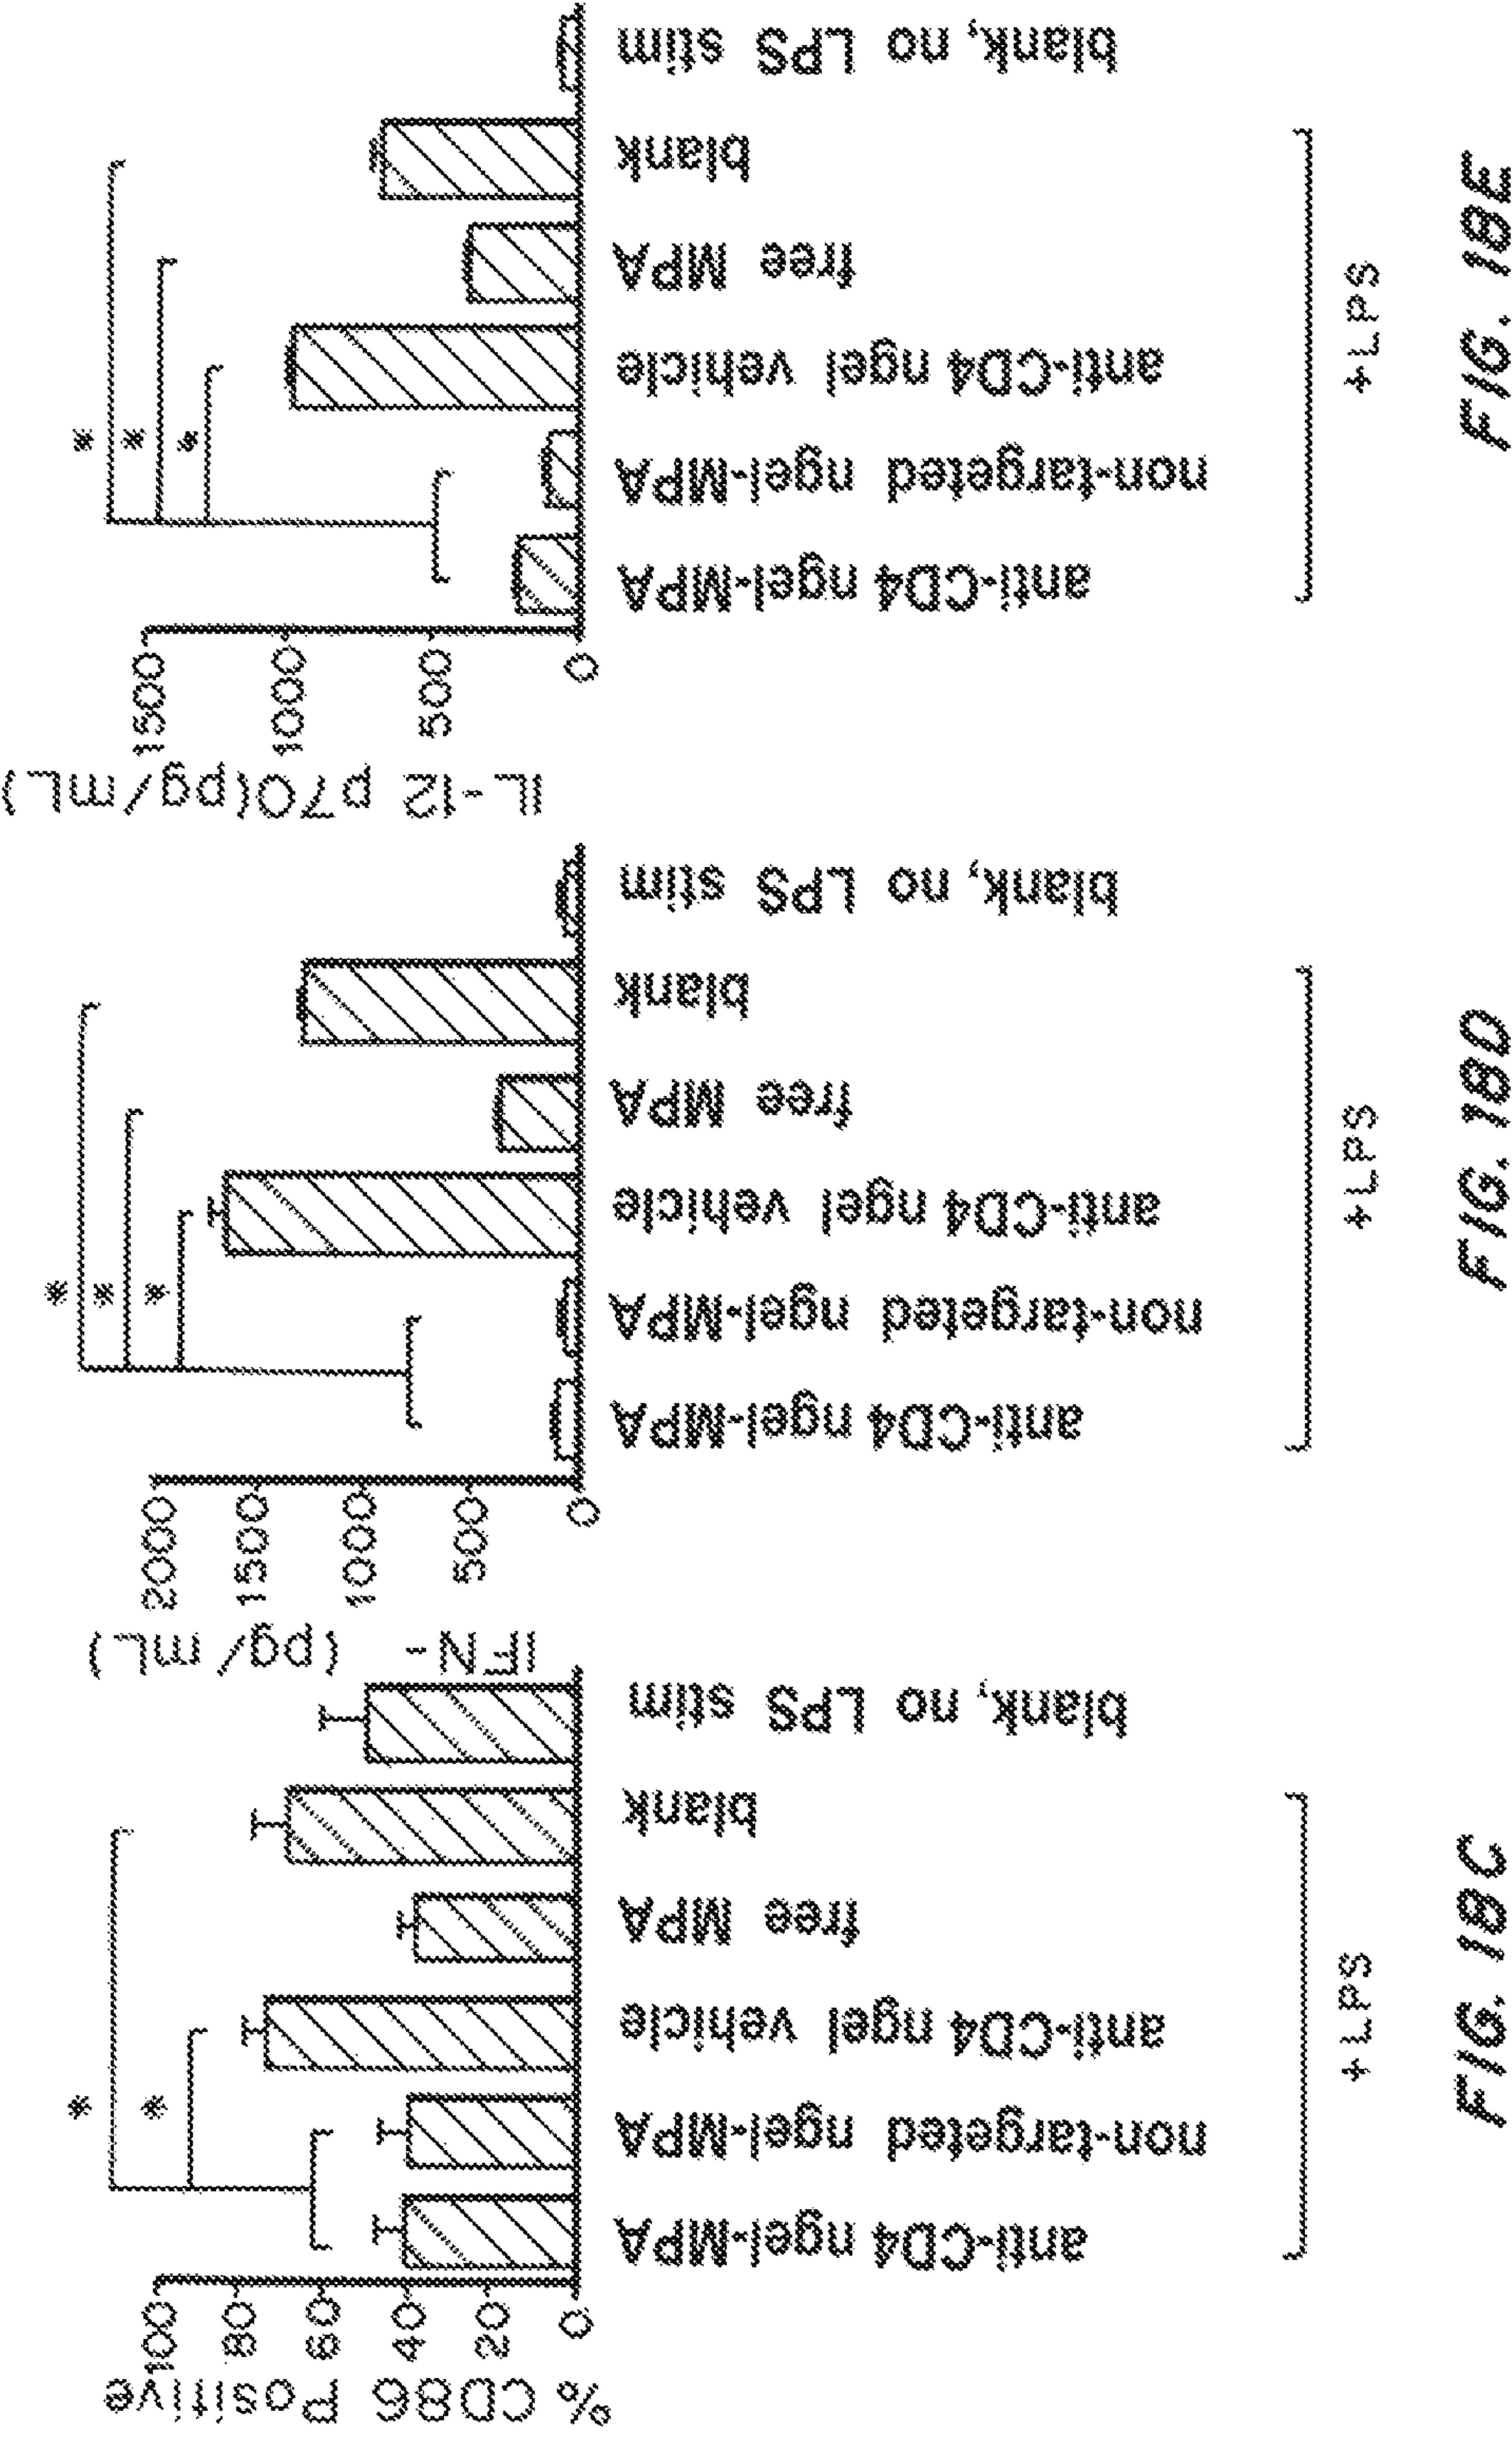 % CD86 Positive
100
80
60
40
20
0
anti-CD4 ngel-MPA
non-targeted ngel-MPA
anti-CD4 ngel vehicle
free MPA
blank
blank, no LPS stim
* *
+LPS
FIG. 18C
IFN- (pg/mL)
2000
1500
1000
500
0
anti-CD4 ngel-MPA
non-targeted ngel-MPA
anti-CD4 ngel vehicle
free MPA
blank
blank, no LPS stim
* * *
+LPS
FIG. 18D
IL-12 p70(pg/mL)
1500
1000
500
0
anti-CD4 ngel-MPA
non-targeted ngel-MPA
anti-CD4 ngel vehicle
free MPA
blank
blank, no LPS stim
* * *
+LPS
FIG. 18E